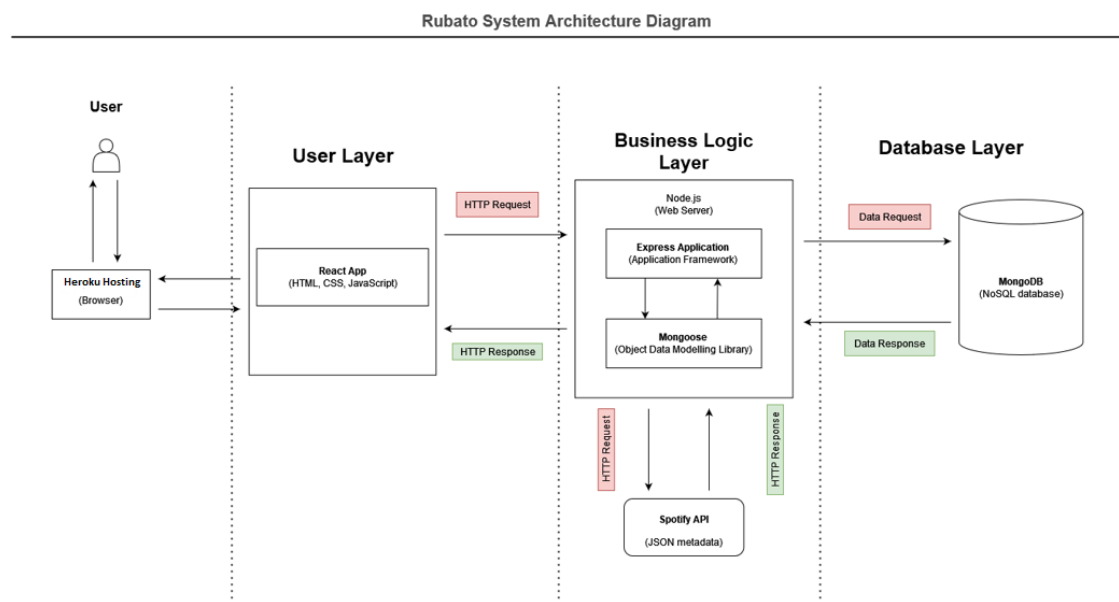 Rubato System Architecture Diagram
User
User Layer
Business Logic
Layer
Database Layer
Heroku Hosting
(Browser)
React App
(HTML, CSS, JavaScript)
HTTP Request
HTTP Response
Node.js
(Web Server)
Express Application
(Application Framework)
Mongoose
(Object Data Modelling Library)
Data Request
Data Response
MongoDB
(NoSQL database)
HTTP Request
HTTP Response
Spotify API
(JSON metadata)